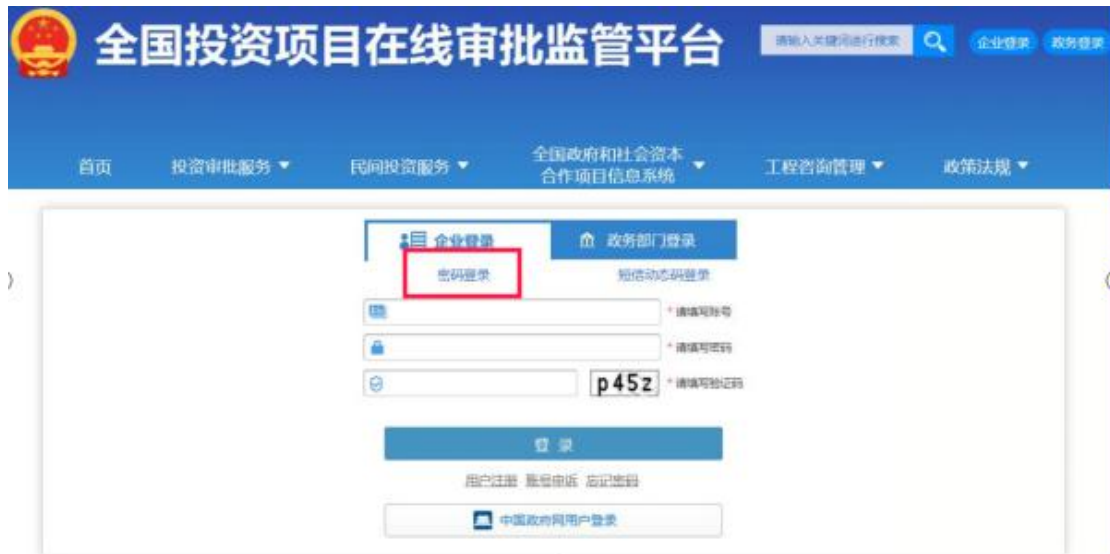 全国投资项目在线审批监管平台
请输入关键词进行搜索
企业登录 政务登录
首页 投资审批服务 民间投资服务 全国政府和社会资本 工程咨询管理 政策法规
合作项目信息系统
企业登录 政务部门登录
密码登录 短信动态码登录
* 请填写账号
* 请填写密码
p45z * 请填写验证码
登 录
用户注册 账号申诉 忘记密码
中国政府网用户登录